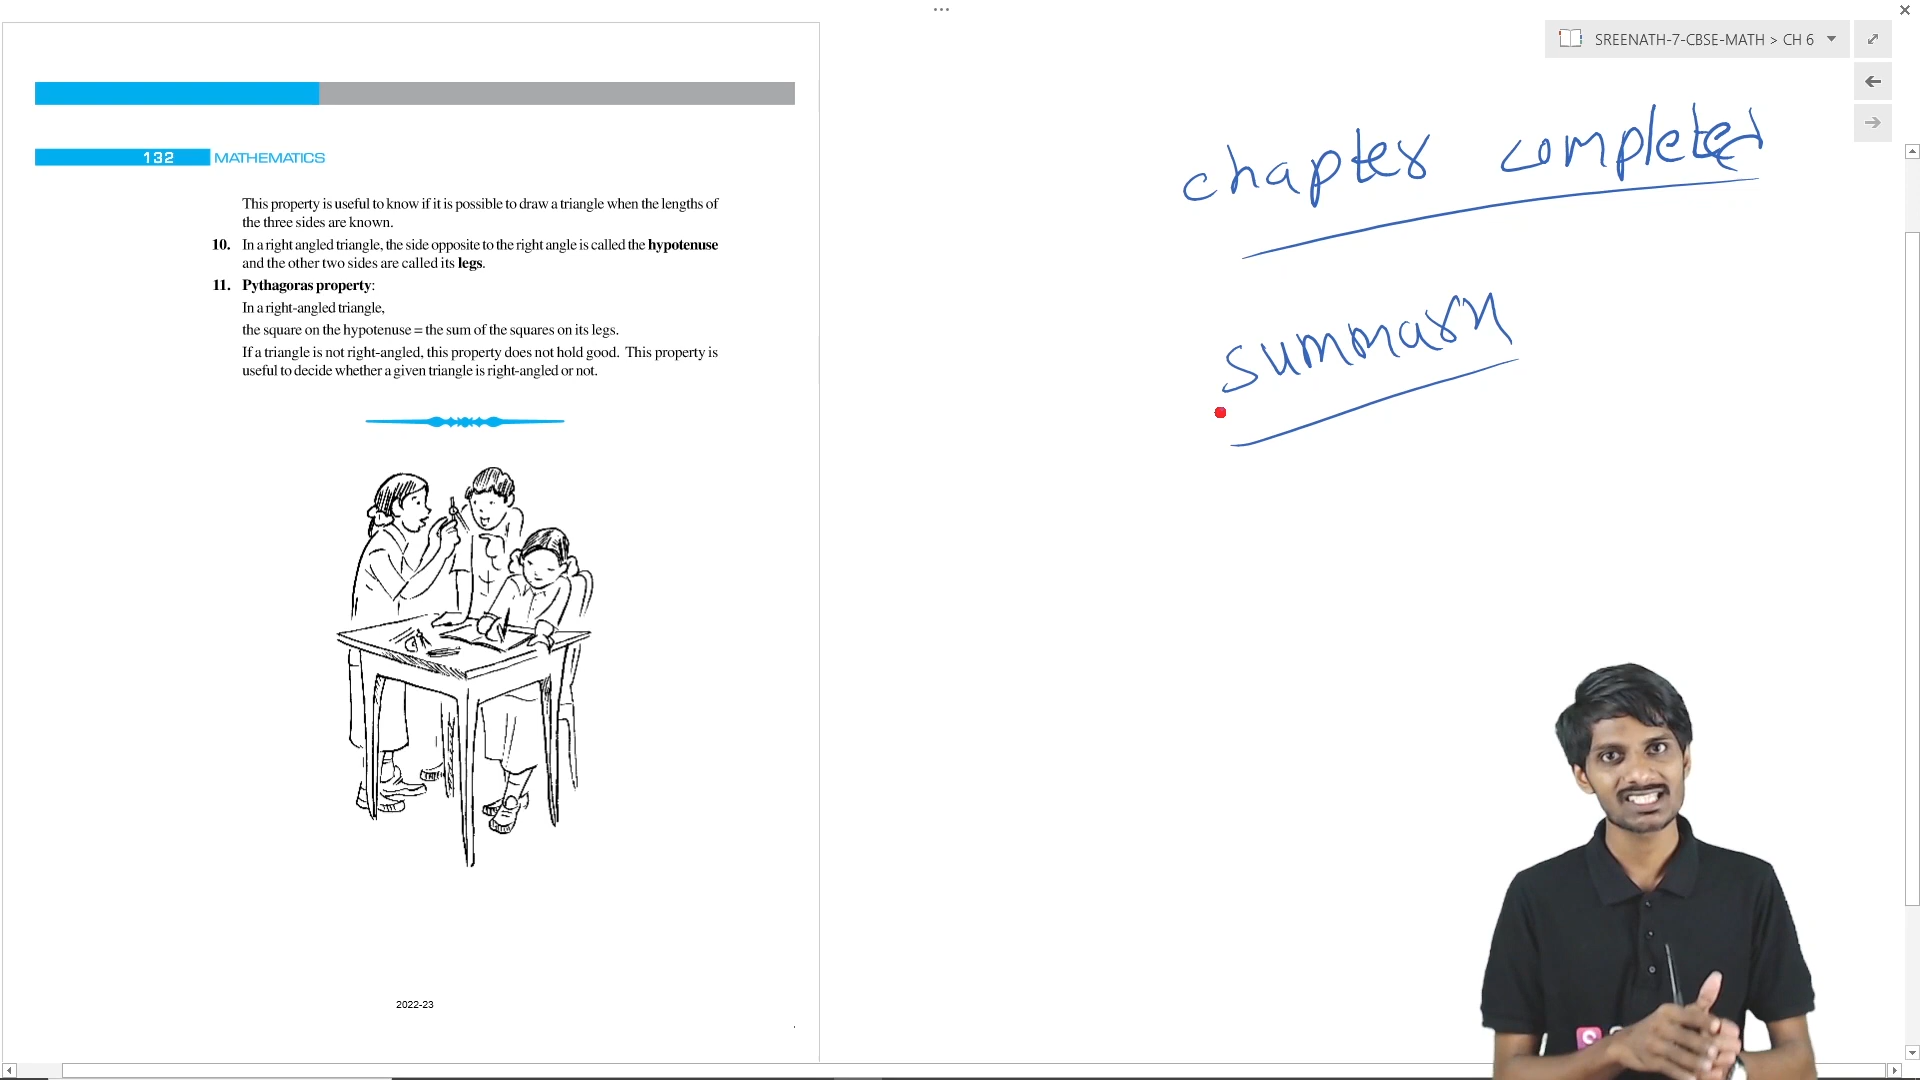 SREENATH-7-CBSE-MATH > CH 6
132 MATHEMATICS
This property is useful to know if it is possible to draw a triangle when the lengths of
the three sides are known.
10. In a right angled triangle, the side opposite to the right angle is called the hypotenuse
and the other two sides are called its legs.
11. Pythagoras property:
In a right-angled triangle,
the square on the hypotenuse = the sum of the squares on its legs.
If a triangle is not right-angled, this property does not hold good. This property is
useful to decide whether a given triangle is right-angled or not.
2022-23
chapter completed
summary